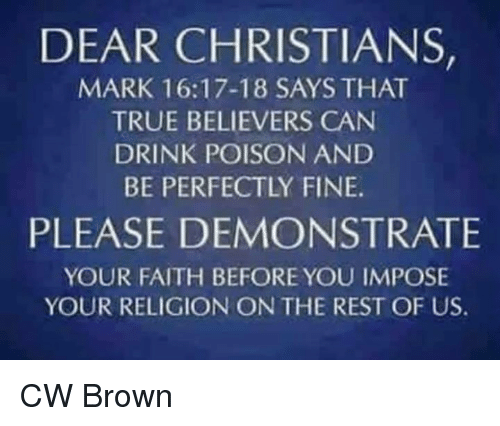 DEAR CHRISTIANS,
MARK 16:17-18 SAYS THAT
TRUE BELIEVERS CAN
DRINK POISON AND
BE PERFECTLY FINE.
PLEASE DEMONSTRATE
YOUR FAITH BEFORE YOU IMPOSE
YOUR RELIGION ON THE REST OF US.
CW Brown